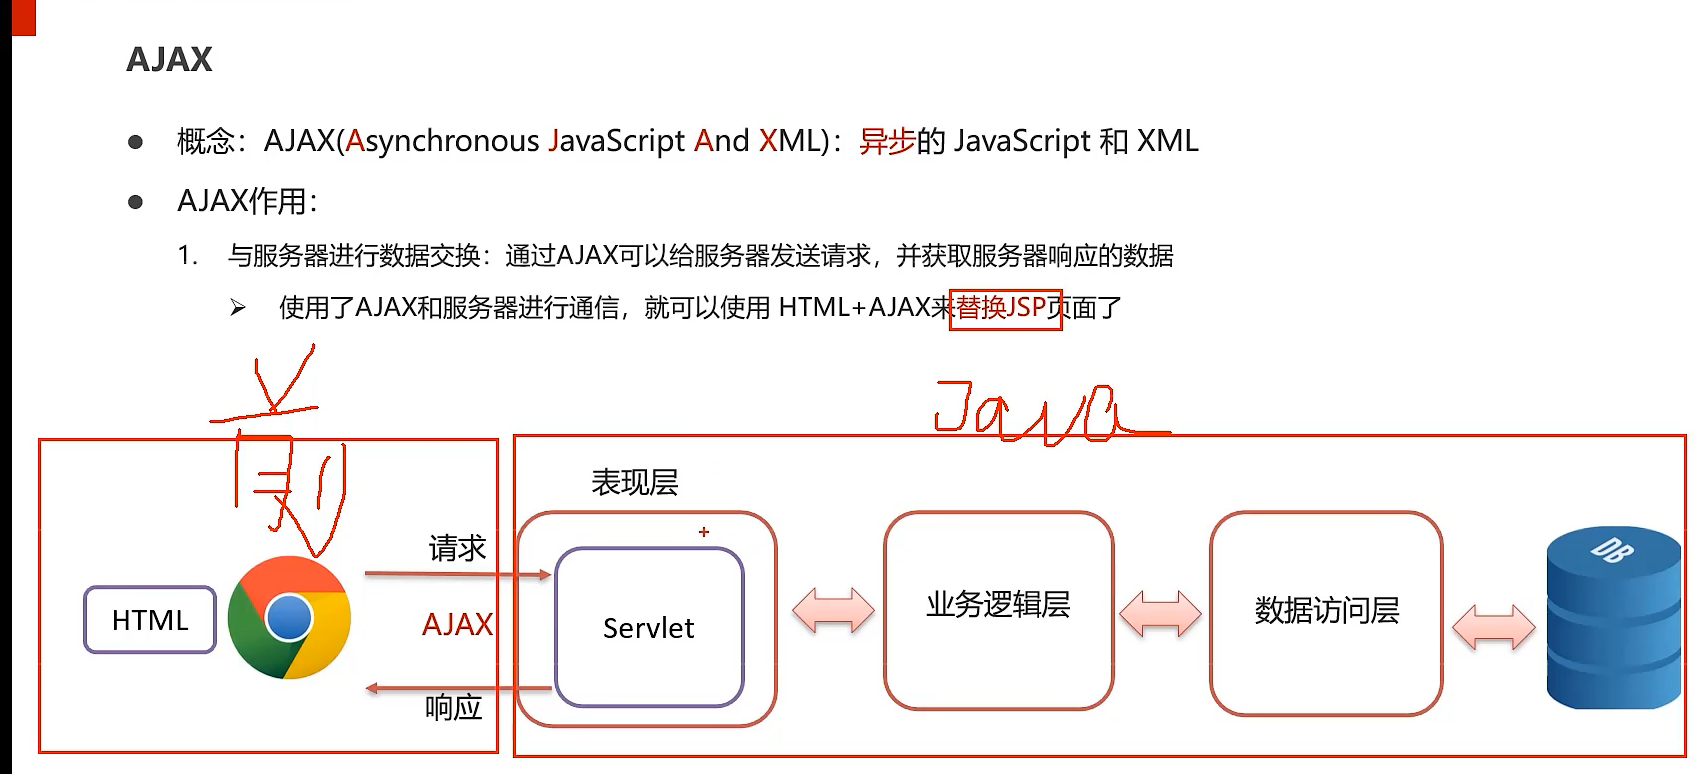 AJAX
● 概念：AJAX(Asynchronous JavaScript And XML)：异步的 JavaScript 和 XML
● AJAX作用：
1. 与服务器进行数据交换：通过AJAX可以给服务器发送请求，并获取服务器响应的数据
➢ 使用了AJAX和服务器进行通信，就可以使用 HTML+AJAX来替换JSP页面了
前
Java
表现层
请求
HTML
AJAX
Servlet
业务逻辑层
数据访问层
DB
响应